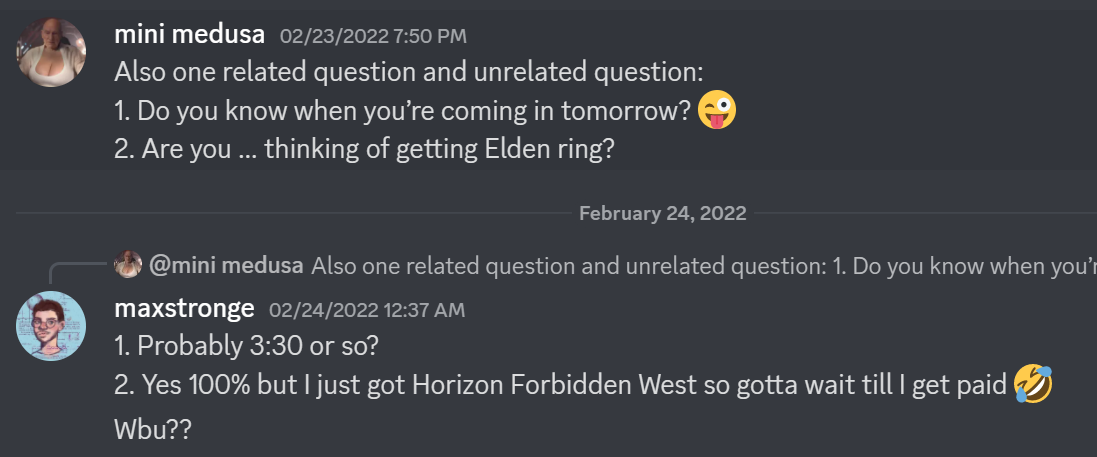 mini medusa 02/23/2022 7:50 PM
Also one related question and unrelated question:
1. Do you know when you’re coming in tomorrow? 😜
2. Are you ... thinking of getting Elden ring?
February 24, 2022
@mini medusa Also one related question and unrelated question: 1. Do you know when you’r
maxstronge 02/24/2022 12:37 AM
1. Probably 3:30 or so?
2. Yes 100% but I just got Horizon Forbidden West so gotta wait till I get paid 🤣
Wbu??